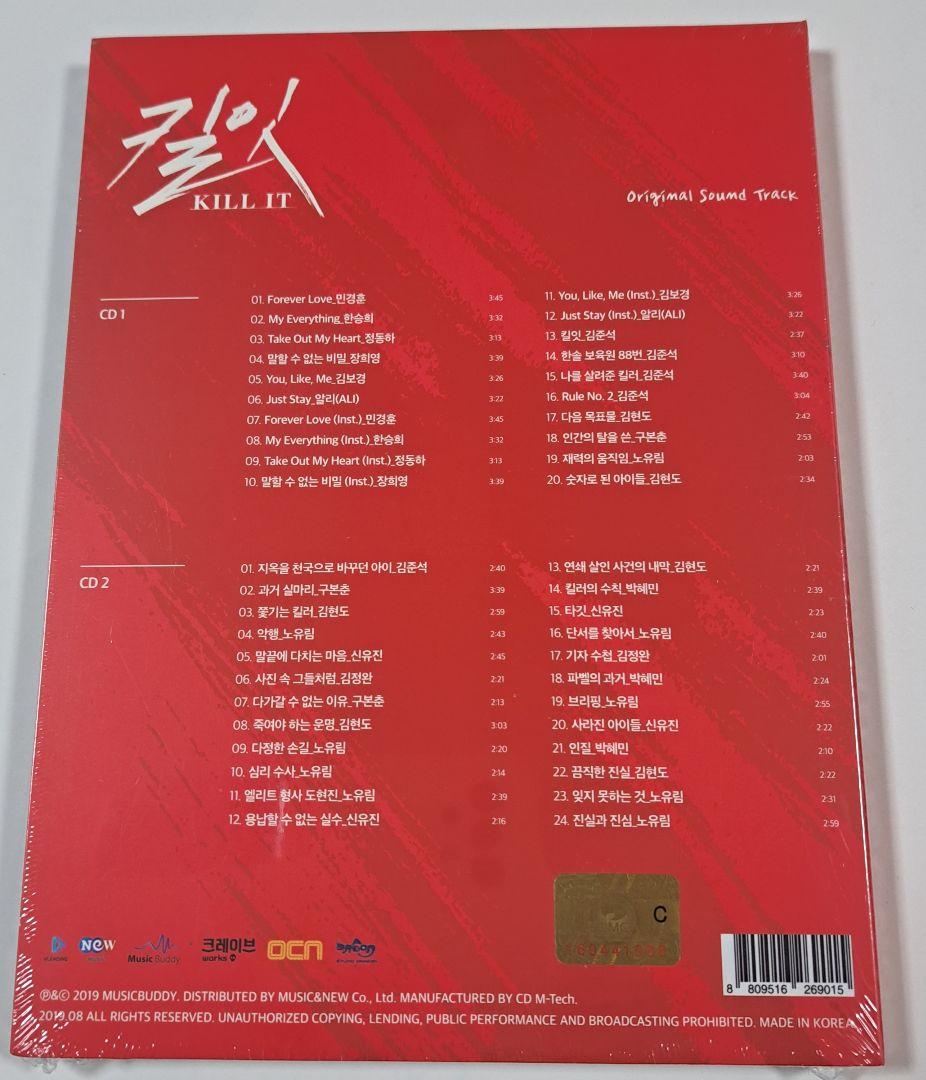 킬잇
KILL IT
Original Sound Track
CD 1
01. Forever Love_민경훈 3:45
02. My Everything_한승희 3:32
03. Take Out My Heart_정동하 3:13
04. 말할 수 없는 비밀_장희영 3:39
05. You, Like, Me_김보경 3:26
06. Just Stay_알리(ALI) 3:22
07. Forever Love (Inst.)_민경훈 3:45
08. My Everything (Inst.)_한승희 3:32
09. Take Out My Heart (Inst.)_정동하 3:13
10. 말할 수 없는 비밀 (Inst.)_장희영 3:39
11. You, Like, Me (Inst.)_김보경 3:26
12. Just Stay (Inst.)_알리(ALI) 3:22
13. 킬잇_김준석 2:37
14. 한솔 보육원 88번_김준석 3:10
15. 나를 살려준 킬러_김준석 3:40
16. Rule No. 2_김준석 3:04
17. 다음 목표물_김현도 2:42
18. 인간의 탈을 쓴_구본춘 2:53
19. 재력의 움직임_노유림 2:03
20. 숫자로 된 아이들_김현도 2:34
CD 2
01. 지옥을 천국으로 바꾸던 아이_김준석 2:40
02. 과거 실마리_구본춘 3:39
03. 쫓기는 킬러_김현도 2:59
04. 악행_노유림 2:43
05. 말끝에 다치는 마음_신유진 2:45
06. 사진 속 그들처럼_김정완 2:21
07. 다가갈 수 없는 이유_구본춘 2:13
08. 죽여야 하는 운명_김현도 3:03
09. 다정한 손길_노유림 2:20
10. 심리 수사_노유림 2:14
11. 엘리트 형사 도현진_노유림 2:39
12. 용납할 수 없는 실수_신유진 2:16
13. 연쇄 살인 사건의 내막_김현도 2:21
14. 킬러의 수칙_박혜민 2:39
15. 타깃_신유진 2:23
16. 단서를 찾아서_노유림 2:40
17. 기자 수첩_김정완 2:01
18. 파벨의 과거_박혜민 2:24
19. 브리핑_노유림 2:55
20. 사라진 아이들_신유진 2:22
21. 인질_박혜민 2:10
22. 끔직한 진실_김현도 2:22
23. 잊지 못하는 것_노유림 2:31
24. 진실과 진심_노유림 2:59
C
VLENDING
NEW
Music Buddy
크레이브
works
OCN
STUDIO DRAGON
8 809516 269015
℗&© 2019 MUSICBUDDY. DISTRIBUTED BY MUSIC&NEW Co., Ltd. MANUFACTURED BY CD M-Tech.
2019.08 ALL RIGHTS RESERVED. UNAUTHORIZED COPYING, LENDING, PUBLIC PERFORMANCE AND BROADCASTING PROHIBITED. MADE IN KOREA